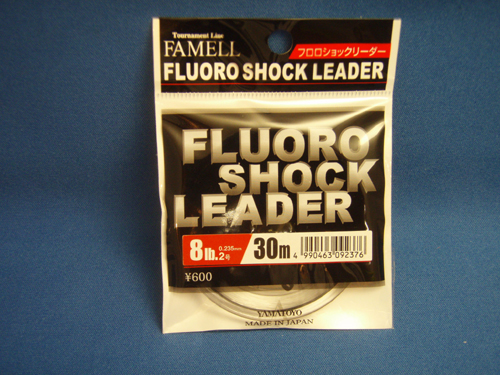 Tournament Line
FAMELL
フロロショックリーダー
FLUORO SHOCK LEADER
FLUORO
SHOCK
LEADER
8lb. 0.235mm 2号 30m
4 990463 092376
¥600
YAMATOYO
MADE IN JAPAN